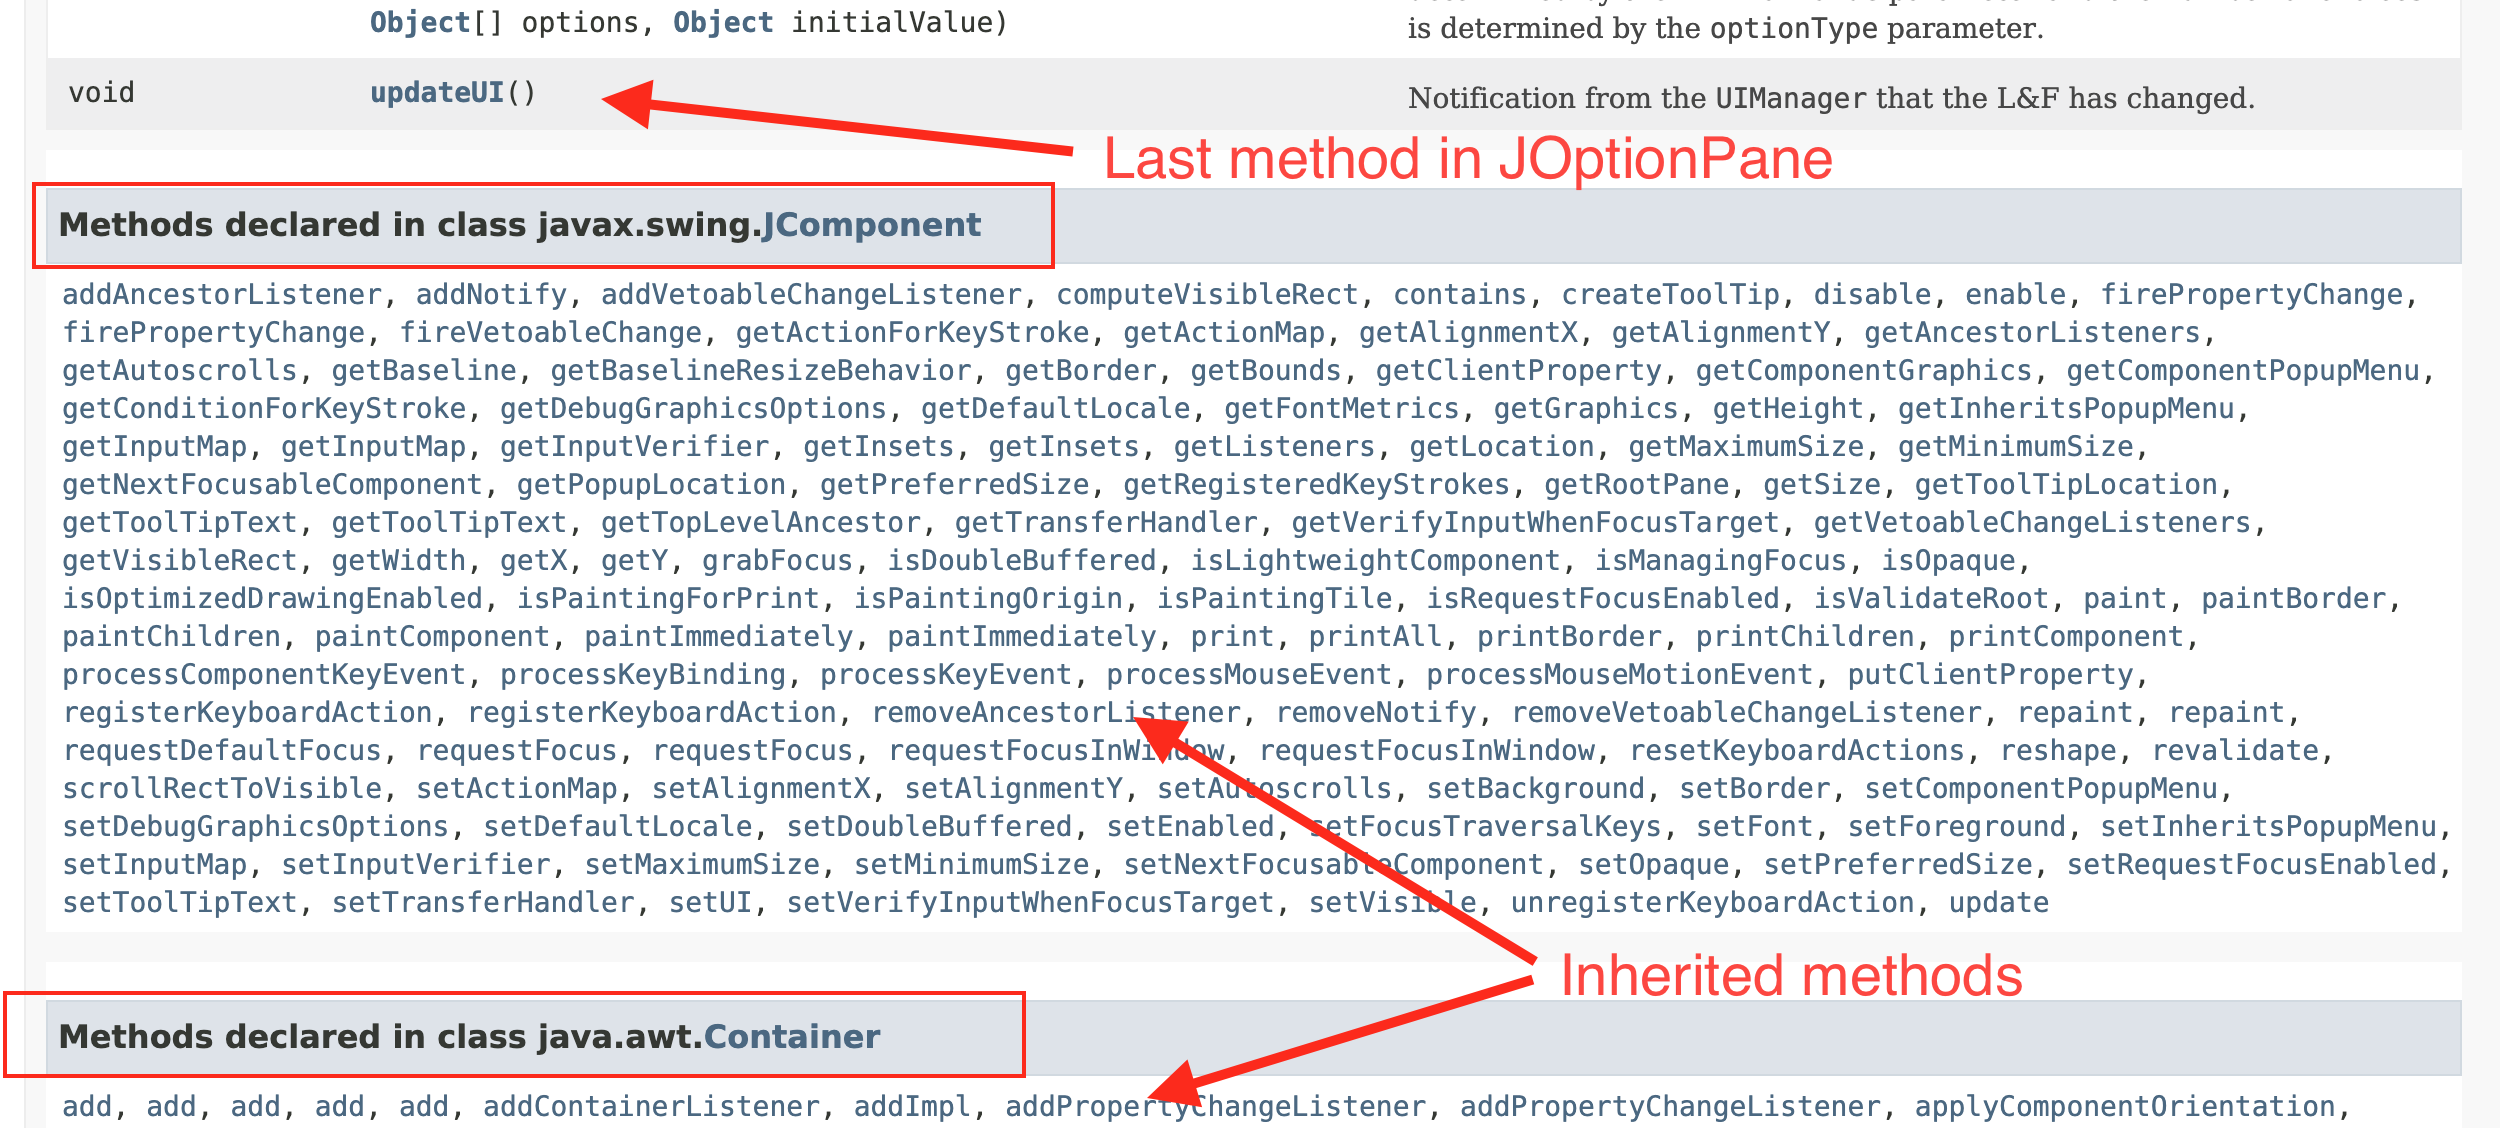 Object[] options, Object initialValue)
is determined by the optionType parameter.
void updateUI() Notification from the UIManager that the L&F has changed.
Last method in JOptionPane
Methods declared in class javax.swing.JComponent
addAncestorListener, addNotify, addVetoableChangeListener, computeVisibleRect, contains, createToolTip, disable, enable, firePropertyChange,
firePropertyChange, fireVetoableChange, getActionForKeyStroke, getActionMap, getAlignmentX, getAlignmentY, getAncestorListeners,
getAutoscrolls, getBaseline, getBaselineResizeBehavior, getBorder, getBounds, getClientProperty, getComponentGraphics, getComponentPopupMenu,
getConditionForKeyStroke, getDebugGraphicsOptions, getDefaultLocale, getFontMetrics, getGraphics, getHeight, getInheritsPopupMenu,
getInputMap, getInputMap, getInputVerifier, getInsets, getInsets, getListeners, getLocation, getMaximumSize, getMinimumSize,
getNextFocusableComponent, getPopupLocation, getPreferredSize, getRegisteredKeyStrokes, getRootPane, getSize, getToolTipLocation,
getToolTipText, getToolTipText, getTopLevelAncestor, getTransferHandler, getVerifyInputWhenFocusTarget, getVetoableChangeListeners,
getVisibleRect, getWidth, getX, getY, grabFocus, isDoubleBuffered, isLightweightComponent, isManagingFocus, isOpaque,
isOptimizedDrawingEnabled, isPaintingForPrint, isPaintingOrigin, isPaintingTile, isRequestFocusEnabled, isValidateRoot, paint, paintBorder,
paintChildren, paintComponent, paintImmediately, paintImmediately, print, printAll, printBorder, printChildren, printComponent,
processComponentKeyEvent, processKeyBinding, processKeyEvent, processMouseEvent, processMouseMotionEvent, putClientProperty,
registerKeyboardAction, registerKeyboardAction, removeAncestorListener, removeNotify, removeVetoableChangeListener, repaint, repaint,
requestDefaultFocus, requestFocus, requestFocus, requestFocusInWindow, requestFocusInWindow, resetKeyboardActions, reshape, revalidate,
scrollRectToVisible, setActionMap, setAlignmentX, setAlignmentY, setAutoscrolls, setBackground, setBorder, setComponentPopupMenu,
setDebugGraphicsOptions, setDefaultLocale, setDoubleBuffered, setEnabled, setFocusTraversalKeys, setFont, setForeground, setInheritsPopupMenu,
setInputMap, setInputVerifier, setMaximumSize, setMinimumSize, setNextFocusableComponent, setOpaque, setPreferredSize, setRequestFocusEnabled,
setToolTipText, setTransferHandler, setUI, setVerifyInputWhenFocusTarget, setVisible, unregisterKeyboardAction, update
Inherited methods
Methods declared in class java.awt.Container
add, add, add, add, add, addContainerListener, addImpl, addPropertyChangeListener, addPropertyChangeListener, applyComponentOrientation,